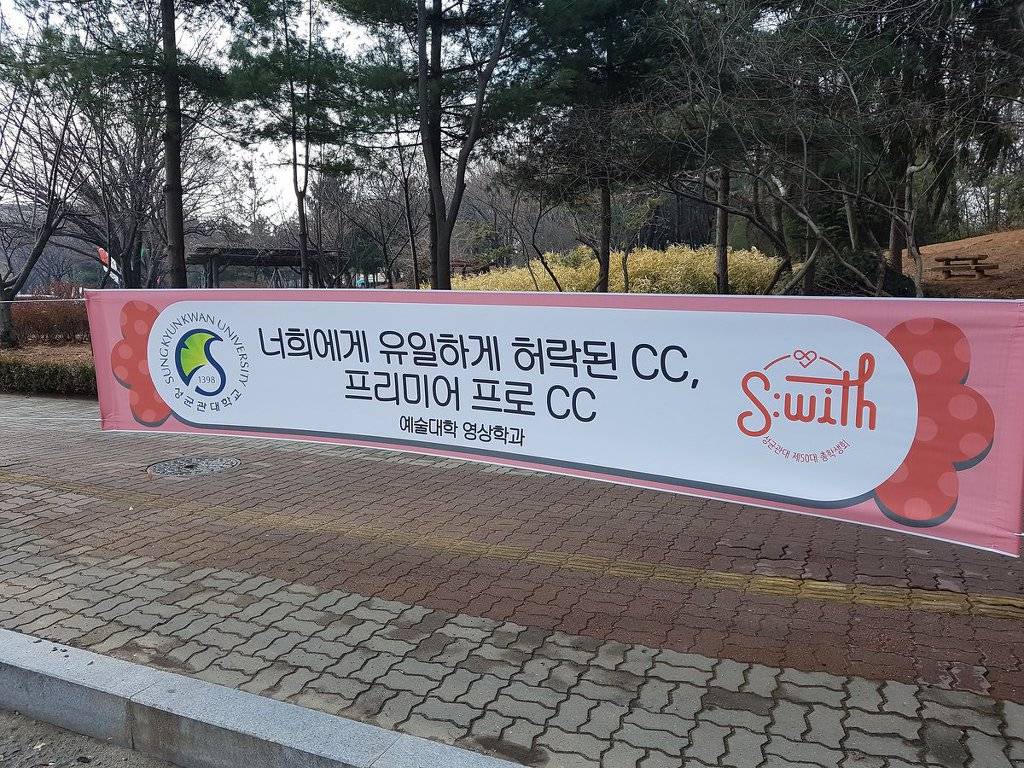 SUNGKYUNKWAN UNIVERSITY
1398
성균관대학교
너희에게 유일하게 허락된 CC,
프리미어 프로 CC
예술대학 영상학과
S:with
성균관대 제50대 총학생회